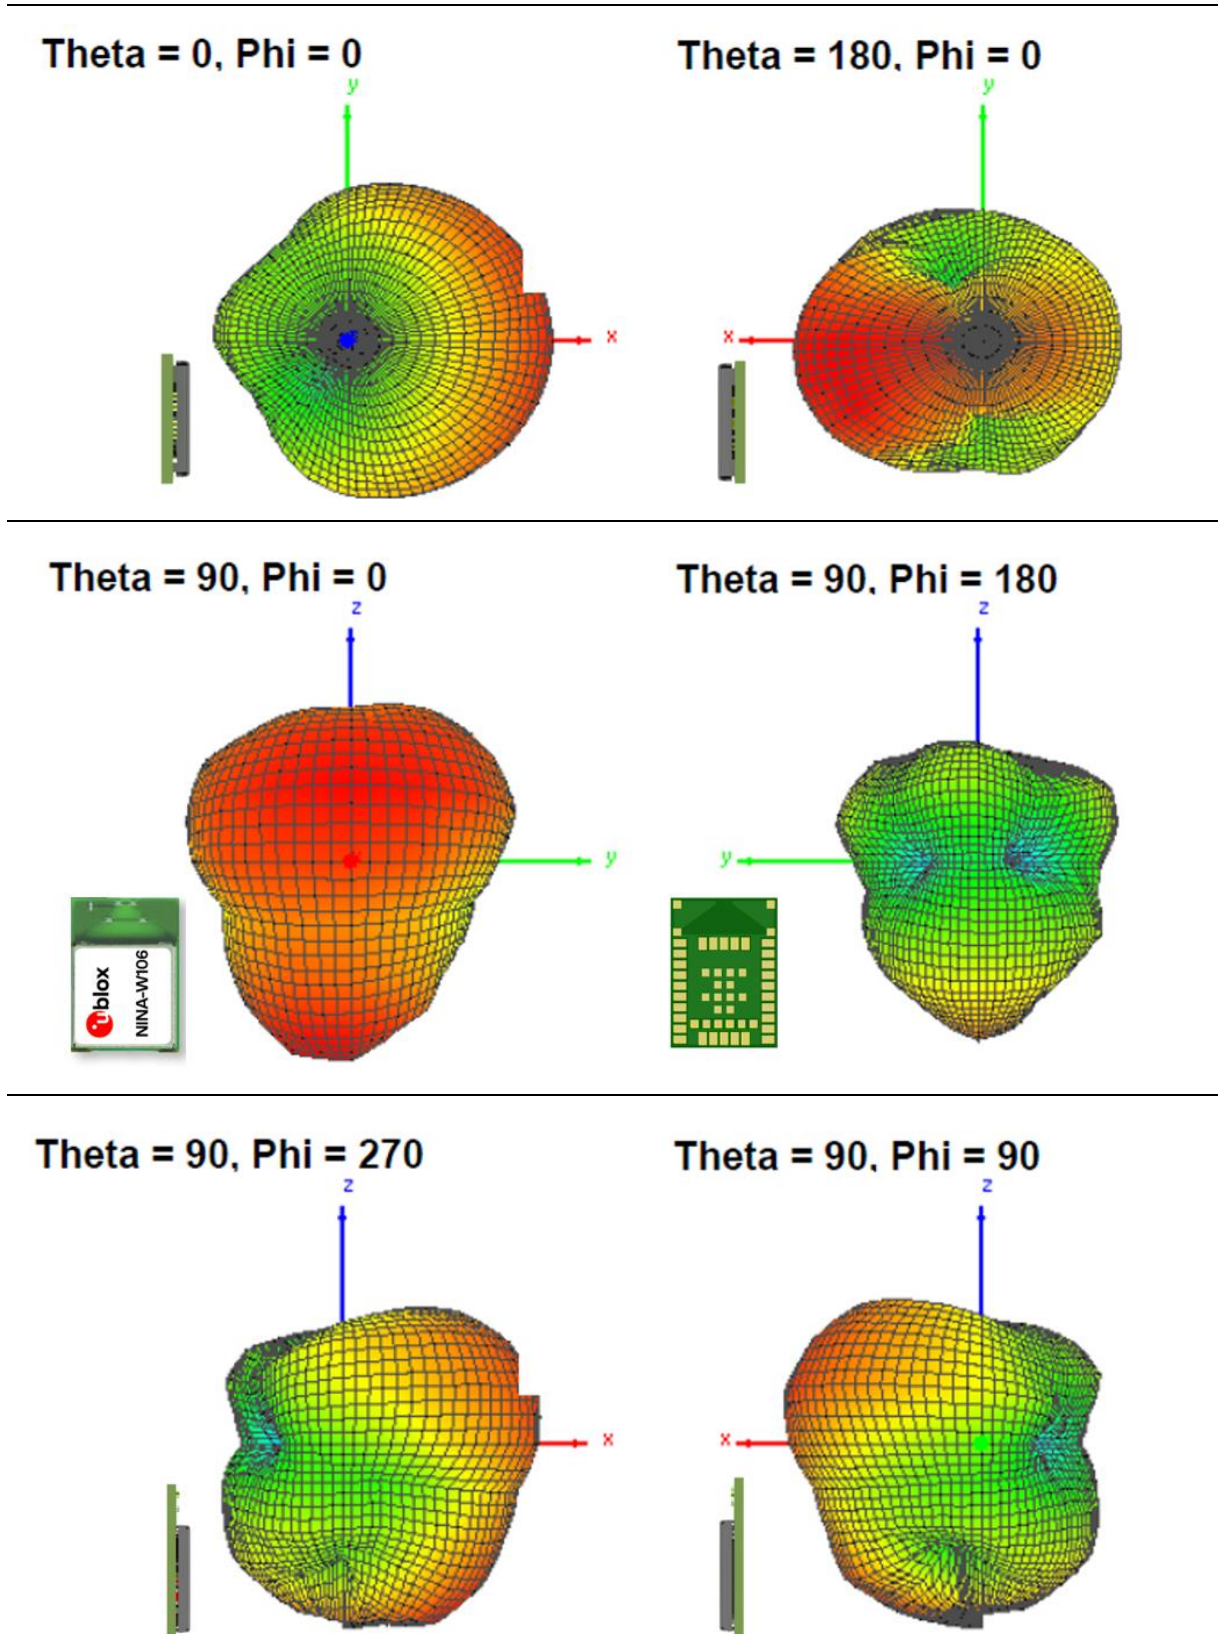 Theta = 0, Phi = 0
Theta = 180, Phi = 0
y
y
x
x
Theta = 90, Phi = 0
Theta = 90, Phi = 180
z
z
y
y
ublox
NINA-W106
Theta = 90, Phi = 270
Theta = 90, Phi = 90
z
z
x
x